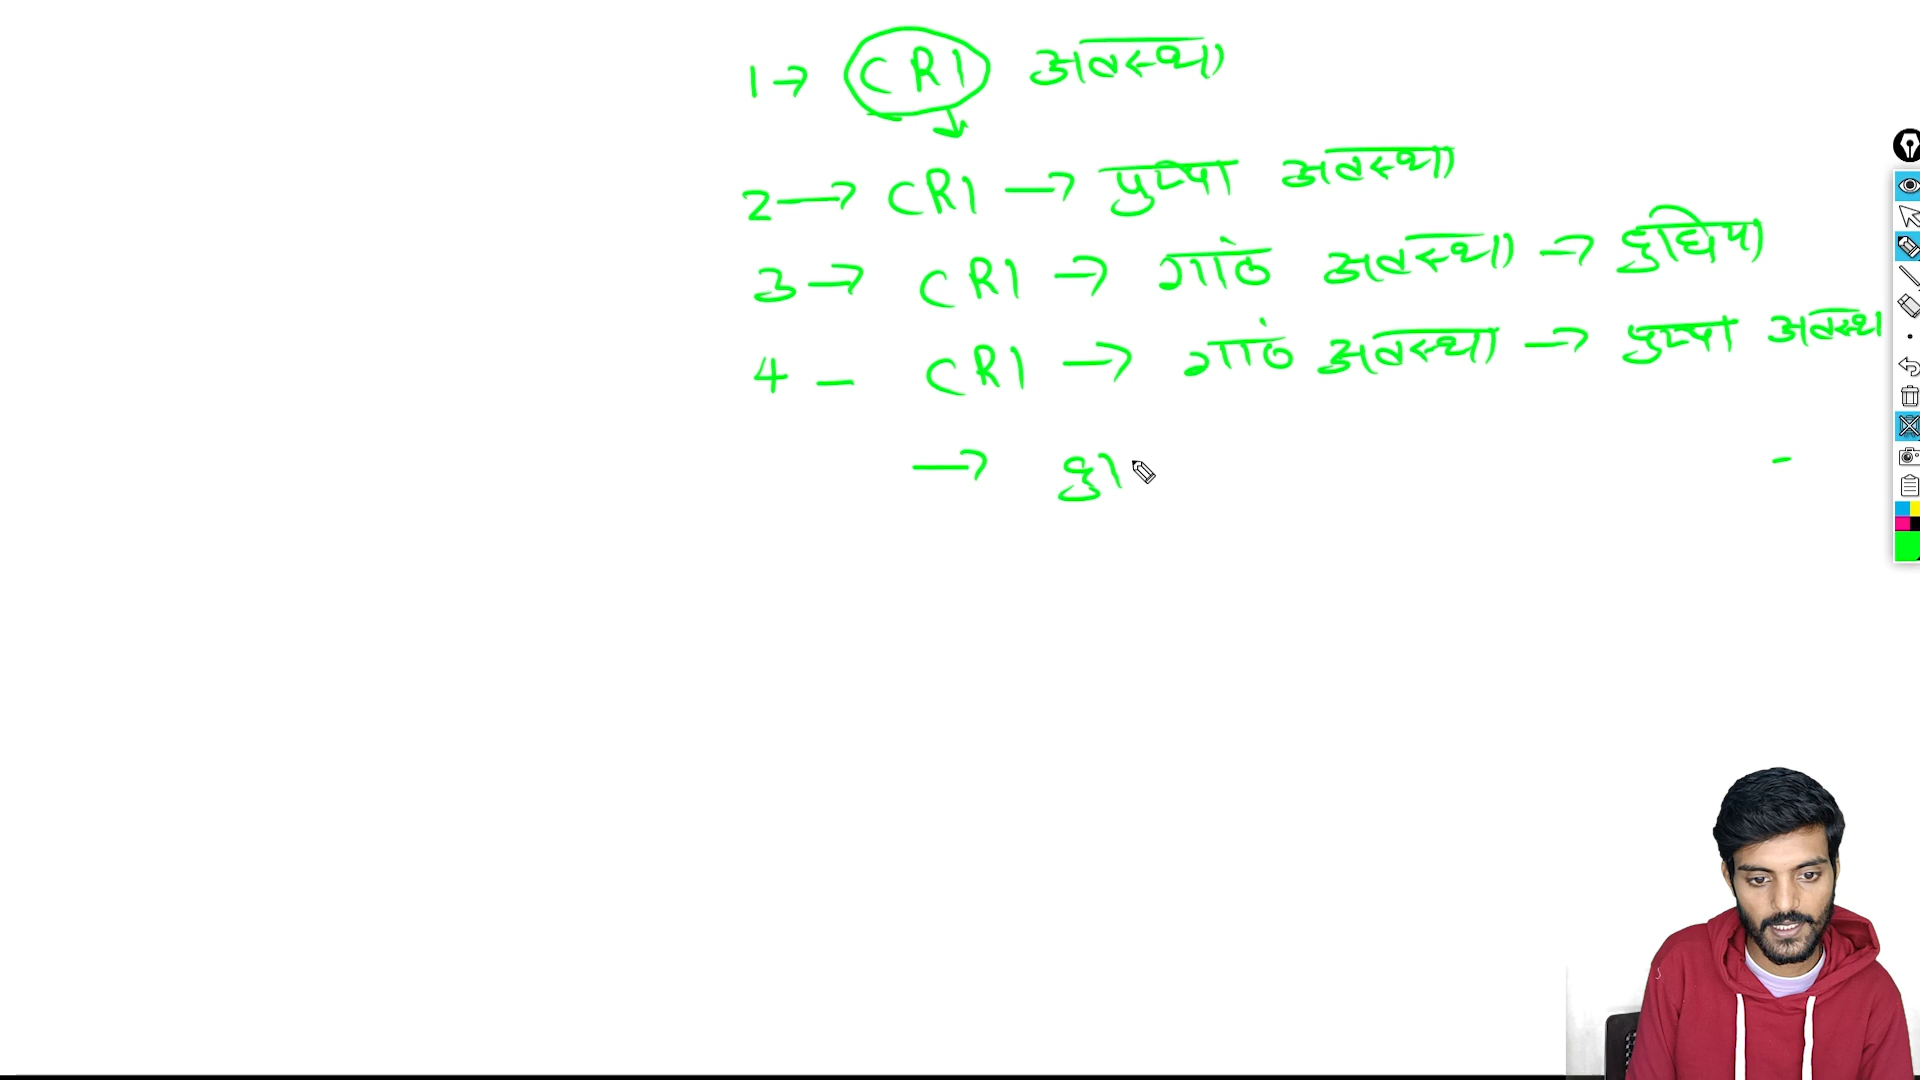 1→ CRI अवस्था
2→ CRI → पुष्पा अवस्था
3→ CRI → गांठ अवस्था → दुधिया
4 – CRI → गांठ अवस्था → पुष्पा अवस्था
→